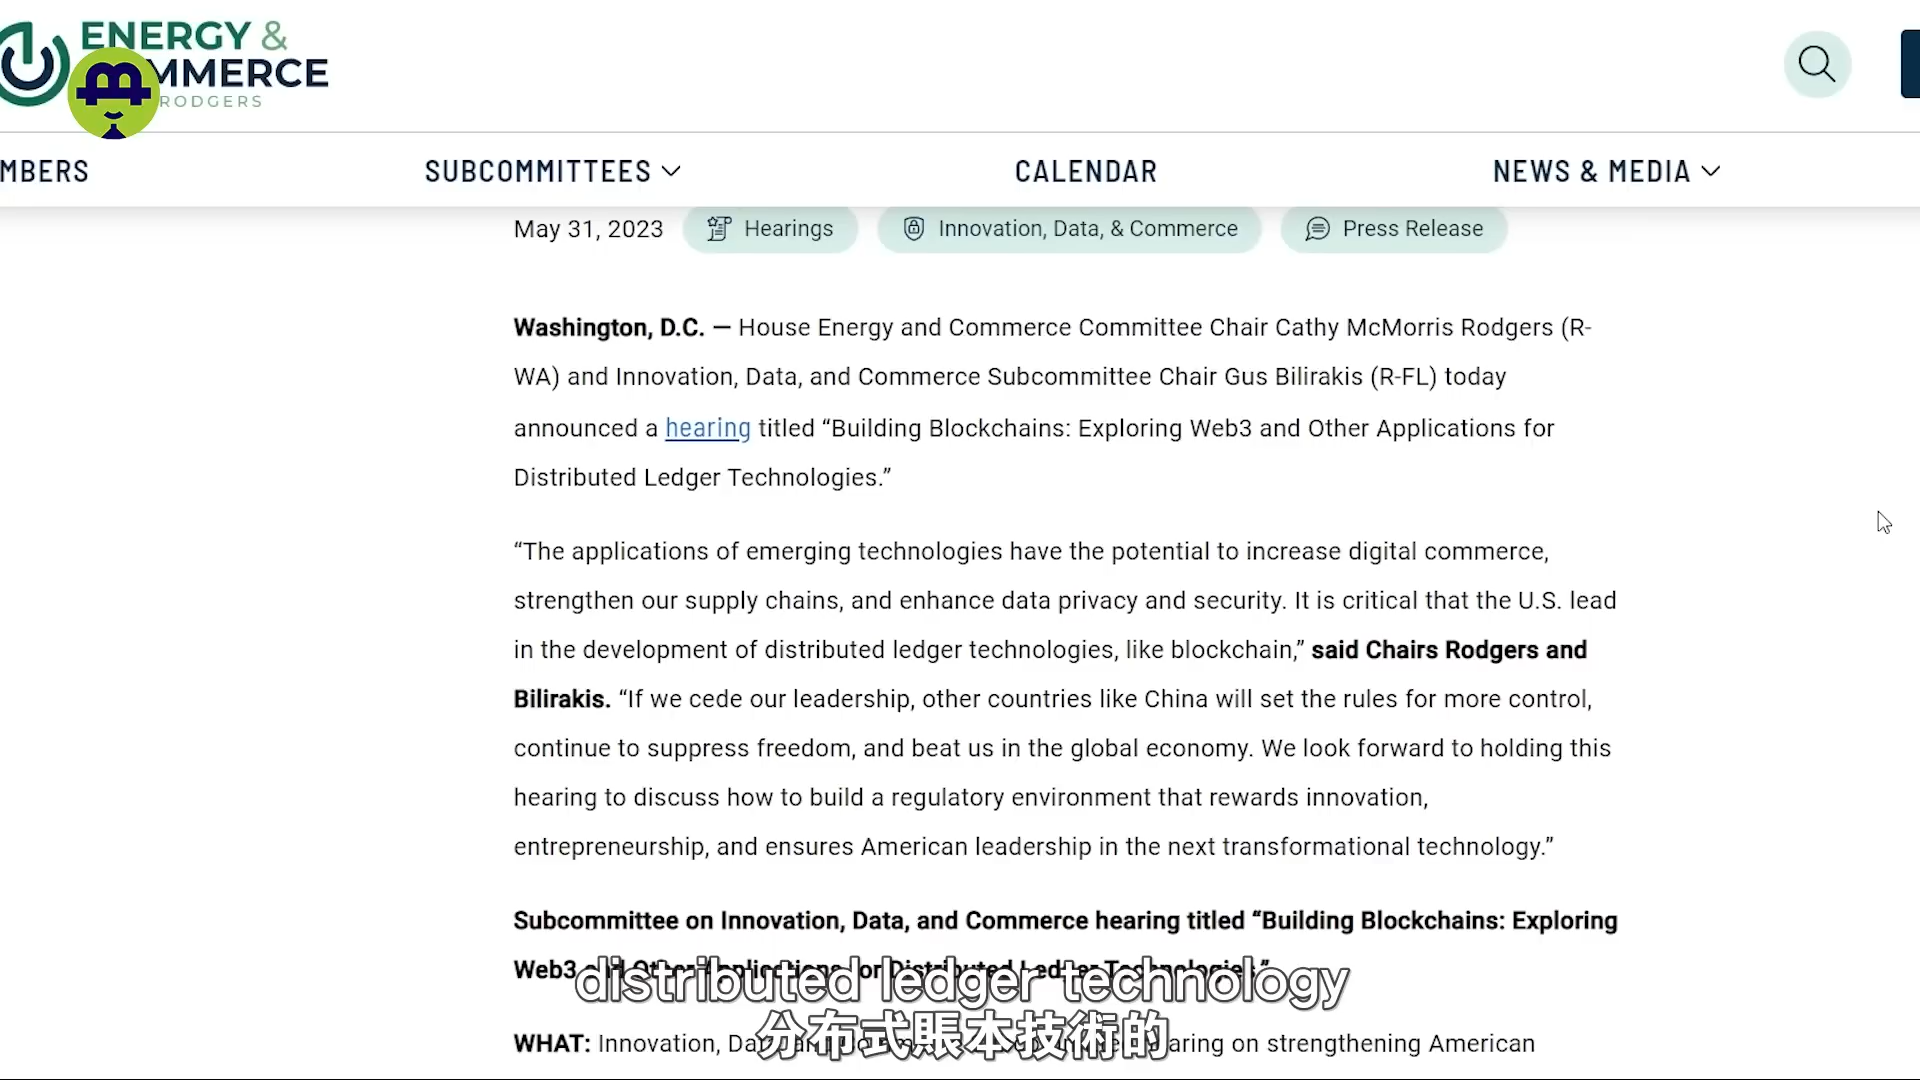 ENERGY &
MMERCE
RODGERS
MBERS
SUBCOMMITTEES
CALENDAR
NEWS & MEDIA
May 31, 2023
Hearings
Innovation, Data, & Commerce
Press Release
Washington, D.C. — House Energy and Commerce Committee Chair Cathy McMorris Rodgers (R-
WA) and Innovation, Data, and Commerce Subcommittee Chair Gus Bilirakis (R-FL) today
announced a hearing titled “Building Blockchains: Exploring Web3 and Other Applications for
Distributed Ledger Technologies.”
“The applications of emerging technologies have the potential to increase digital commerce,
strengthen our supply chains, and enhance data privacy and security. It is critical that the U.S. lead
in the development of distributed ledger technologies, like blockchain,” said Chairs Rodgers and
Bilirakis. “If we cede our leadership, other countries like China will set the rules for more control,
continue to suppress freedom, and beat us in the global economy. We look forward to holding this
hearing to discuss how to build a regulatory environment that rewards innovation,
entrepreneurship, and ensures American leadership in the next transformational technology.”
Subcommittee on Innovation, Data, and Commerce hearing titled “Building Blockchains: Exploring
Web3 and Other Applications for Distributed Ledger Technologies”
distributed ledger technology
WHAT: Innovation, aring on strengthening American
分布式賬本技術的